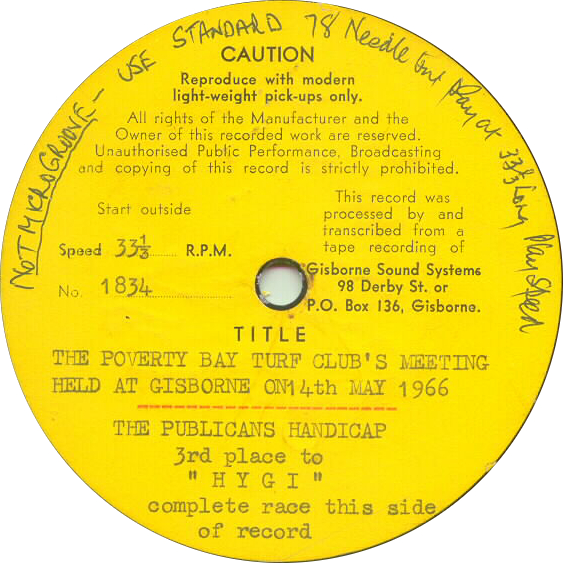 NOT MICROGROOVE - USE STANDARD 78 Needle but play at 33⅓ Long Play Speed
CAUTION
Reproduce with modern
light-weight pick-ups only.
All rights of the Manufacturer and the
Owner of this recorded work are reserved.
Unauthorised Public Performance, Broadcasting
and copying of this record is strictly prohibited.
Start outside
Speed 33⅓ R.P.M.
No. 1834
This record was
processed by and
transcribed from a
tape recording of
Gisborne Sound Systems
98 Derby St. or
P.O. Box 136, Gisborne.
TITLE
THE POVERTY BAY TURF CLUB'S MEETING
HELD AT GISBORNE ON14th MAY 1966
THE PUBLICANS HANDICAP
3rd place to
" H Y G I "
complete race this side
of record